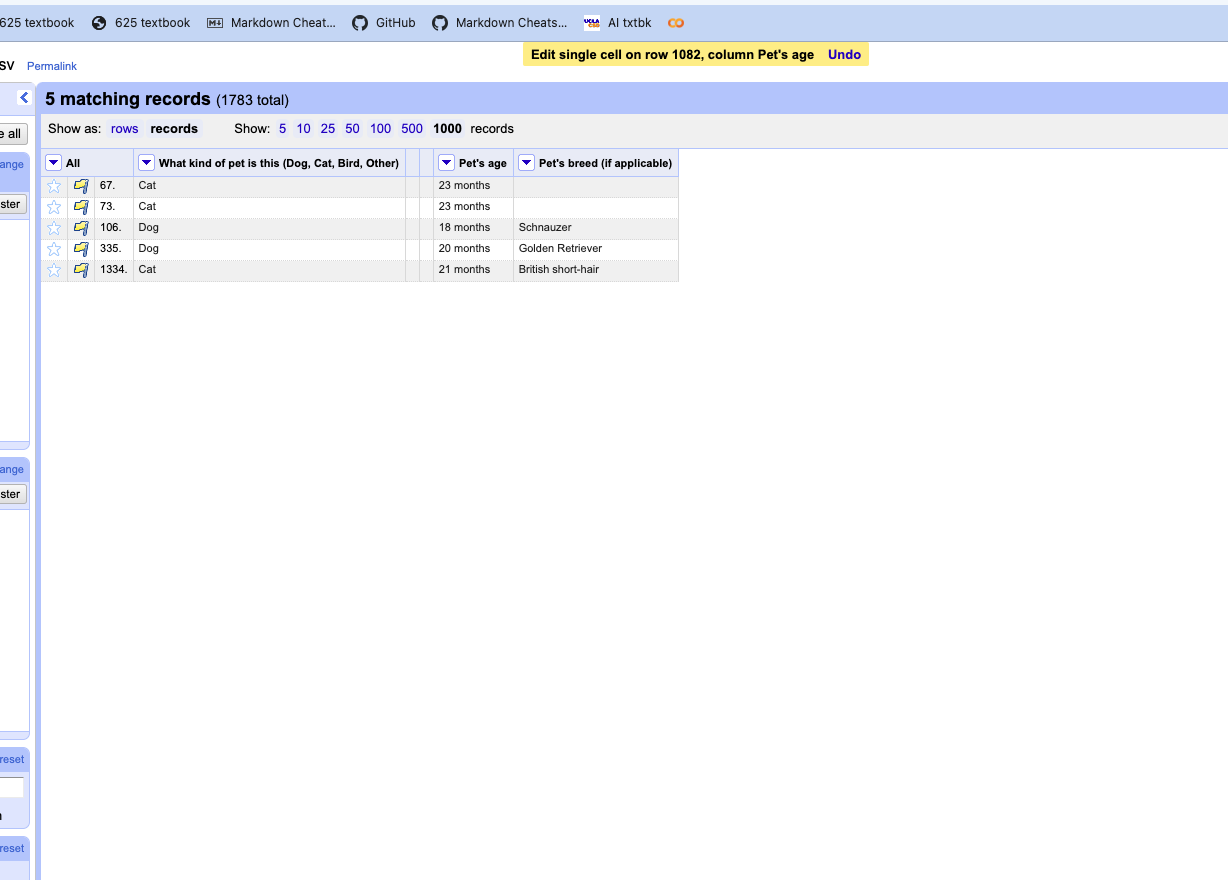 625 textbook 625 textbook Markdown Cheat... GitHub Markdown Cheats... UCLA AI txtbk
Edit single cell on row 1082, column Pet's age Undo
SV Permalink
5 matching records (1783 total)
e all
Show as: rows records Show: 5 10 25 50 100 500 1000 records
ange
All What kind of pet is this (Dog, Cat, Bird, Other) Pet's age Pet's breed (if applicable)
67. Cat 23 months
ster
73. Cat 23 months
106. Dog 18 months Schnauzer
335. Dog 20 months Golden Retriever
1334. Cat 21 months British short-hair
ange
ster
reset
reset